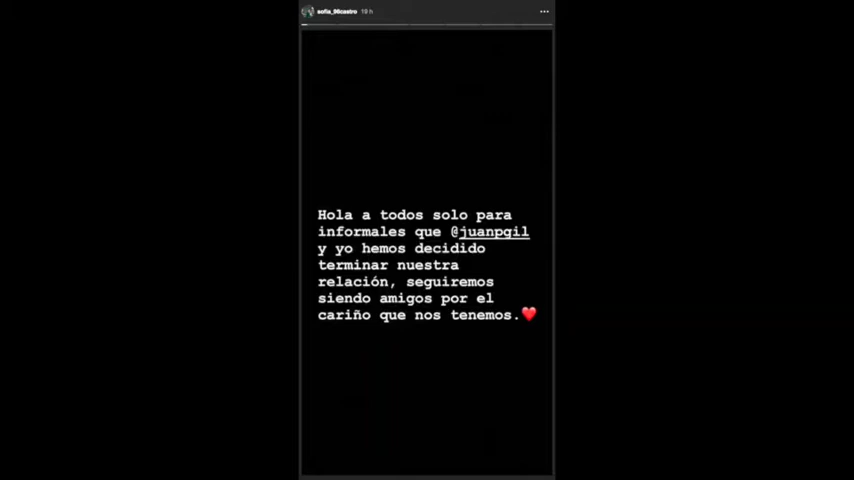 sofia_96castro 19 h
Hola a todos solo para
informales que @juanpgil
y yo hemos decidido
terminar nuestra
relación, seguiremos
siendo amigos por el
cariño que nos tenemos.❤️